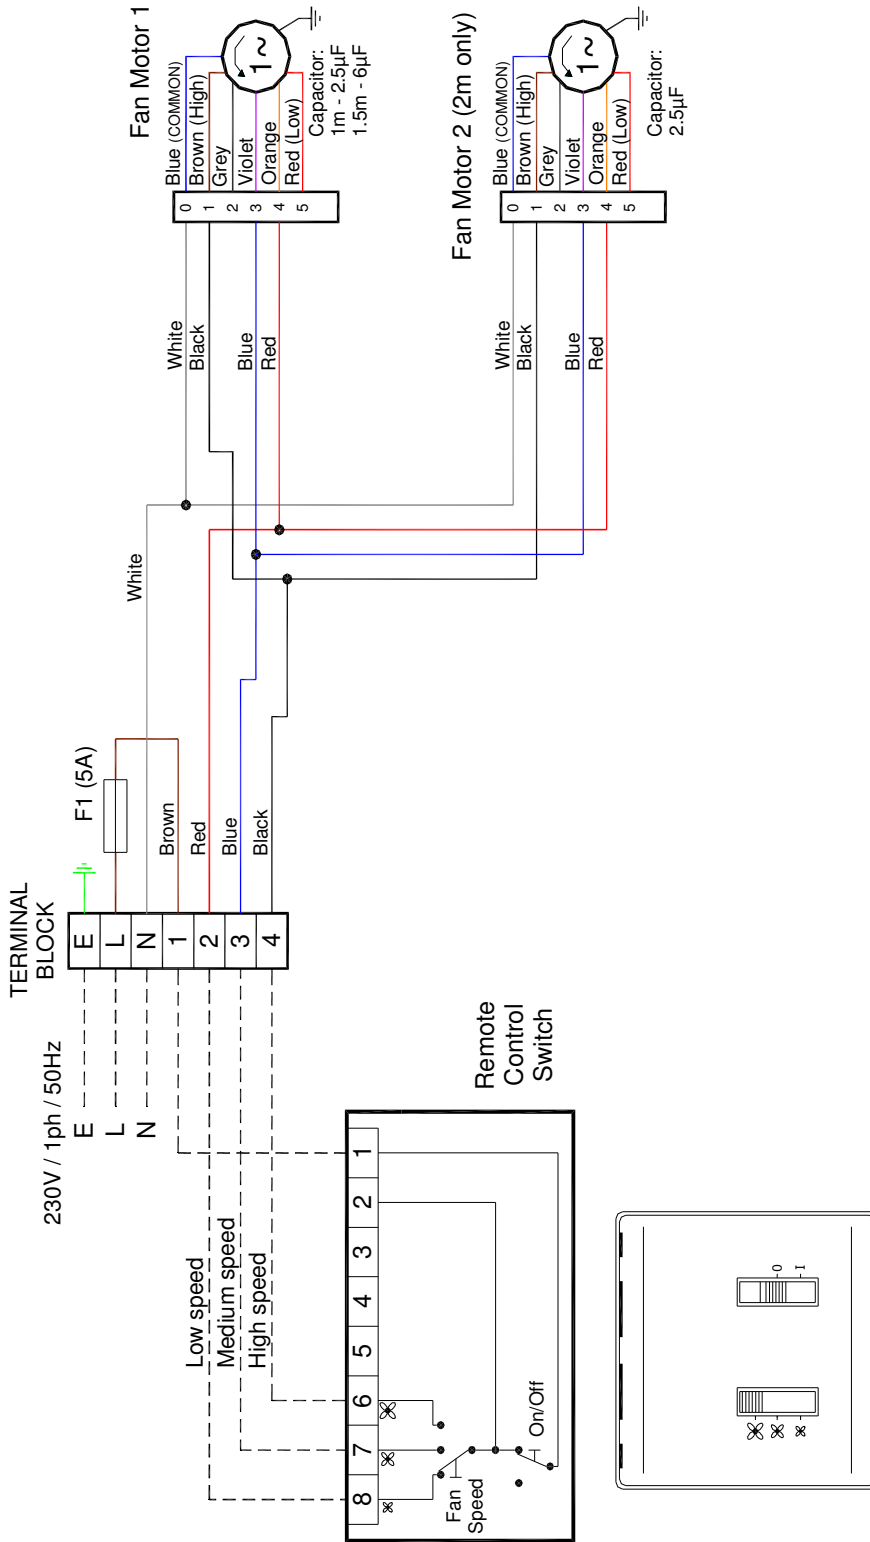 Fan Motor 1
Blue (COMMON)
Brown (High)
Grey
Violet
Orange
Red (Low)
1~
Capacitor:
1m - 2.5µF
1.5m - 6µF
0
1
2
3
4
5
White
Black
Blue
Red
Fan Motor 2 (2m only)
Blue (COMMON)
Brown (High)
Grey
Violet
Orange
Red (Low)
1~
Capacitor:
2.5µF
0
1
2
3
4
5
White
Black
Blue
Red
White
F1 (5A)
Brown
Red
Blue
Black
TERMINAL
BLOCK
E
L
N
1
2
3
4
230V / 1ph / 50Hz
E
L
N
Low speed
Medium speed
High speed
Remote
Control
Switch
1
2
3
4
5
6
7
8
Fan
Speed
On/Off
O
I